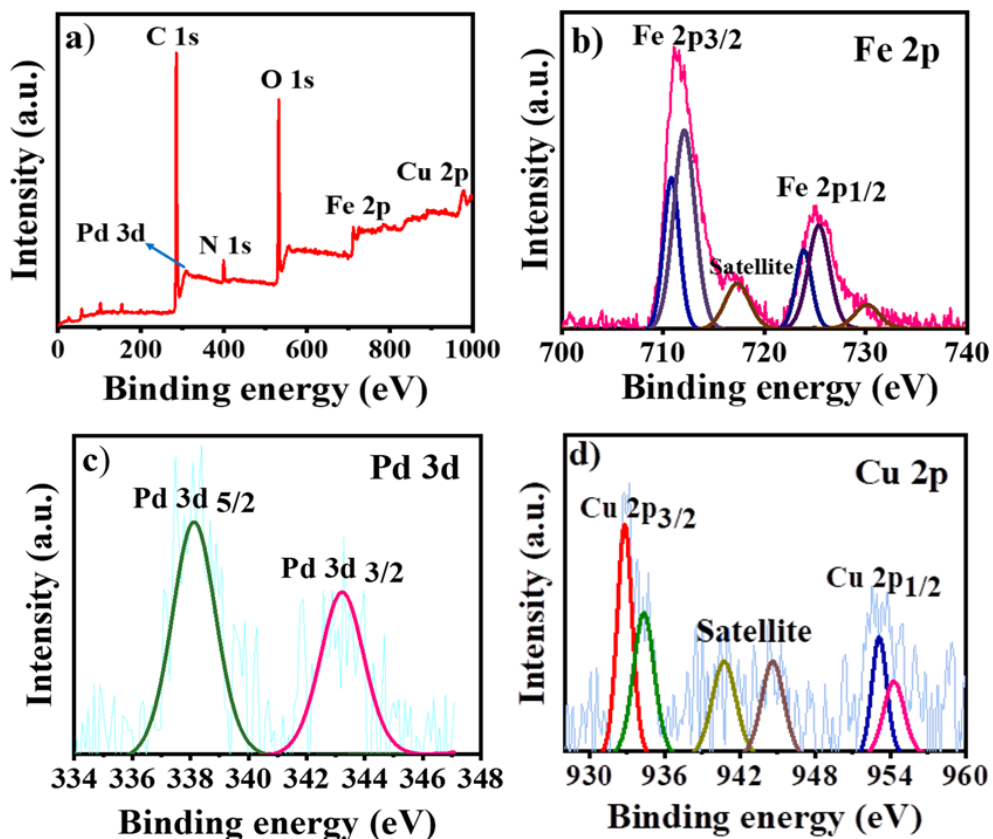 a)
C 1s
O 1s
Cu 2p
Fe 2p
Pd 3d
N 1s
Intensity (a.u.)
0 200 400 600 800 1000
Binding energy (eV)
b)
Fe 2p3/2
Fe 2p
Fe 2p1/2
Satellite
Intensity (a.u.)
700 710 720 730 740
Binding energy (eV)
c)
Pd 3d
Pd 3d 5/2
Pd 3d 3/2
Intensity (a.u.)
334 336 338 340 342 344 346 348
Binding energy (eV)
d)
Cu 2p
Cu 2p3/2
Cu 2p1/2
Satellite
Intensity (a.u.)
930 936 942 948 954 960
Binding energy (eV)